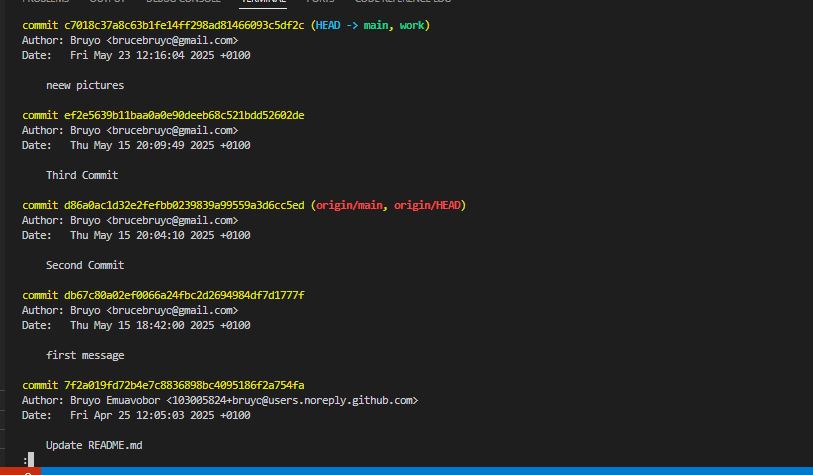 TERMINAL
commit c7018c37a8c63b1fe14ff298ad81466093c5df2c (HEAD -> main, work)
Author: Bruyo <brucebruyc@gmail.com>
Date:   Fri May 23 12:16:04 2025 +0100
neew pictures
commit ef2e5639b11baa0a0e90deeb68c521bdd52602de
Author: Bruyo <brucebruyc@gmail.com>
Date:   Thu May 15 20:09:49 2025 +0100
Third Commit
commit d86a0ac1d32e2fefbb0239839a99559a3d6cc5ed (origin/main, origin/HEAD)
Author: Bruyo <brucebruyc@gmail.com>
Date:   Thu May 15 20:04:10 2025 +0100
Second Commit
commit db67c80a02ef0066a24fbc2d2694984df7d1777f
Author: Bruyo <brucebruyc@gmail.com>
Date:   Thu May 15 18:42:00 2025 +0100
first message
commit 7f2a019fd72b4e7c8836898bc4095186f2a754fa
Author: Bruyo Emuavobor <103005824+bruyc@users.noreply.github.com>
Date:   Fri Apr 25 12:05:03 2025 +0100
Update README.md
: